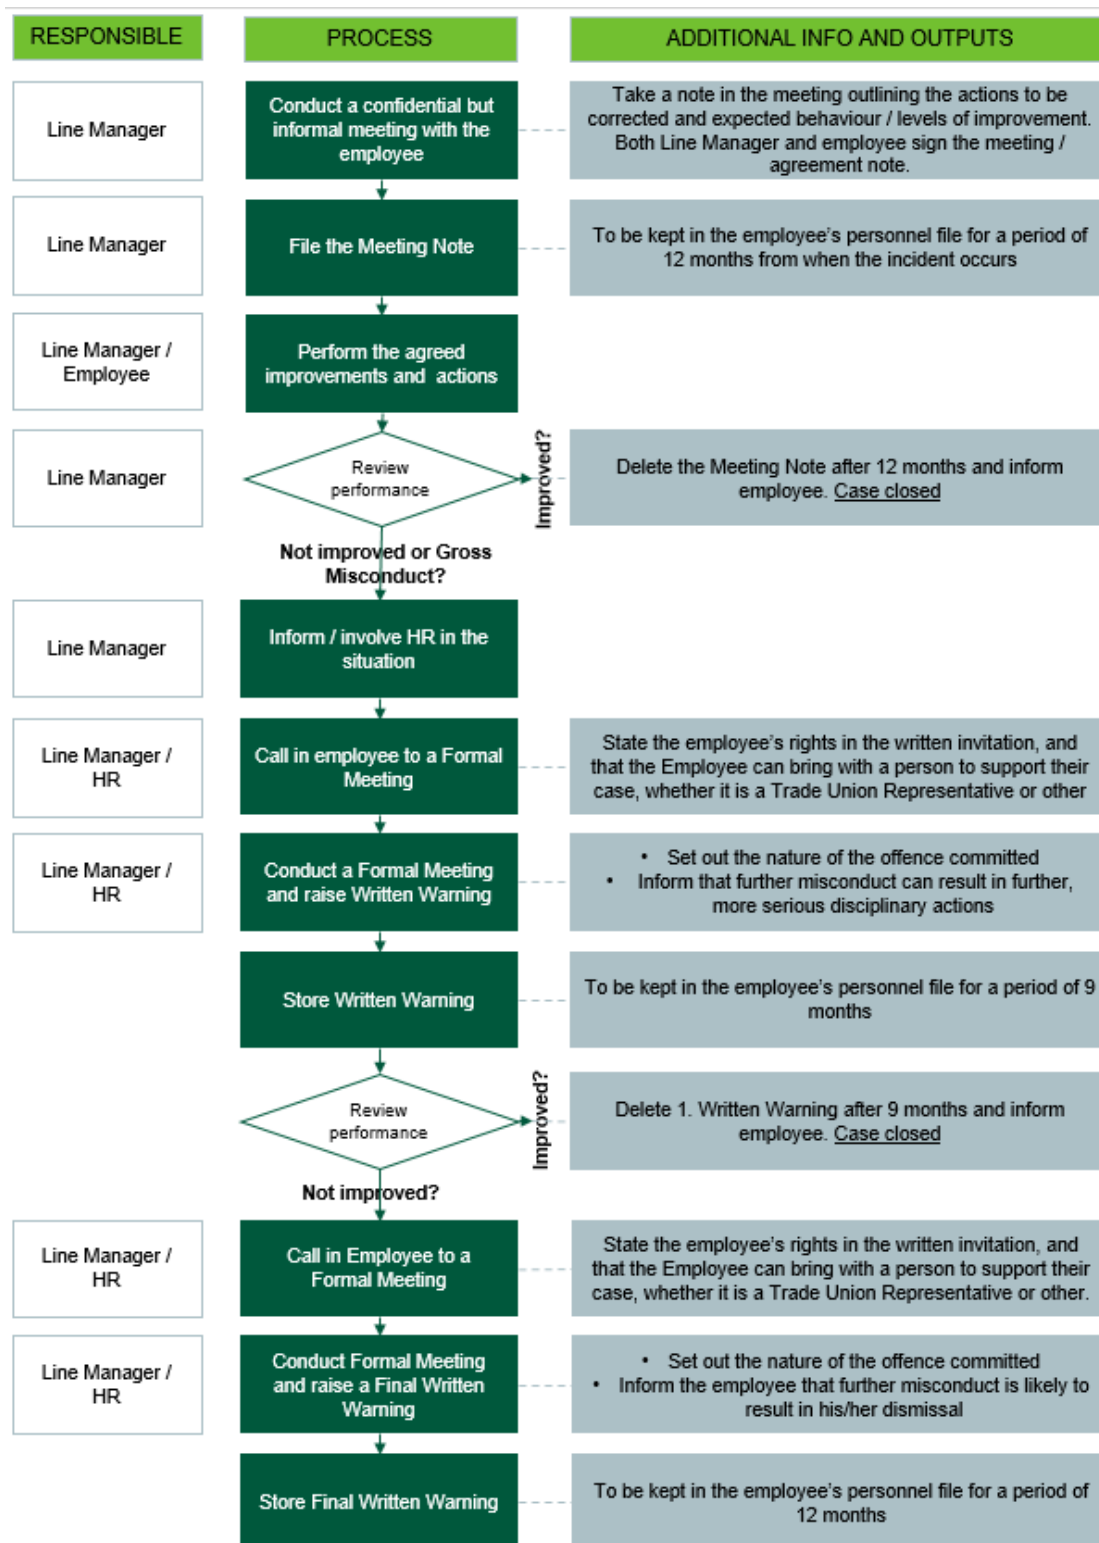 RESPONSIBLE
PROCESS
ADDITIONAL INFO AND OUTPUTS
Line Manager
Conduct a confidential but
informal meeting with the
employee
Take a note in the meeting outlining the actions to be
corrected and expected behaviour / levels of improvement.
Both Line Manager and employee sign the meeting /
agreement note.
Line Manager
File the Meeting Note
To be kept in the employee's personnel file for a period of
12 months from when the incident occurs
Line Manager /
Employee
Perform the agreed
improvements and actions
Line Manager
Review
performance
Improved?
Delete the Meeting Note after 12 months and inform
employee. Case closed
Not improved or Gross
Misconduct?
Line Manager
Inform / involve HR in the
situation
Line Manager /
HR
Call in employee to a Formal
Meeting
State the employee's rights in the written invitation, and
that the Employee can bring with a person to support their
case, whether it is a Trade Union Representative or other
Line Manager /
HR
Conduct a Formal Meeting
and raise Written Warning
• Set out the nature of the offence committed
• Inform that further misconduct can result in further,
more serious disciplinary actions
Store Written Warning
To be kept in the employee's personnel file for a period of 9
months
Review
performance
Improved?
Delete 1. Written Warning after 9 months and inform
employee. Case closed
Not improved?
Line Manager /
HR
Call in Employee to a
Formal Meeting
State the employee's rights in the written invitation, and
that the Employee can bring with a person to support their
case, whether it is a Trade Union Representative or other.
Line Manager /
HR
Conduct Formal Meeting
and raise a Final Written
Warning
• Set out the nature of the offence committed
• Inform the employee that further misconduct is likely to
result in his/her dismissal
Store Final Written Warning
To be kept in the employee's personnel file for a period of
12 months